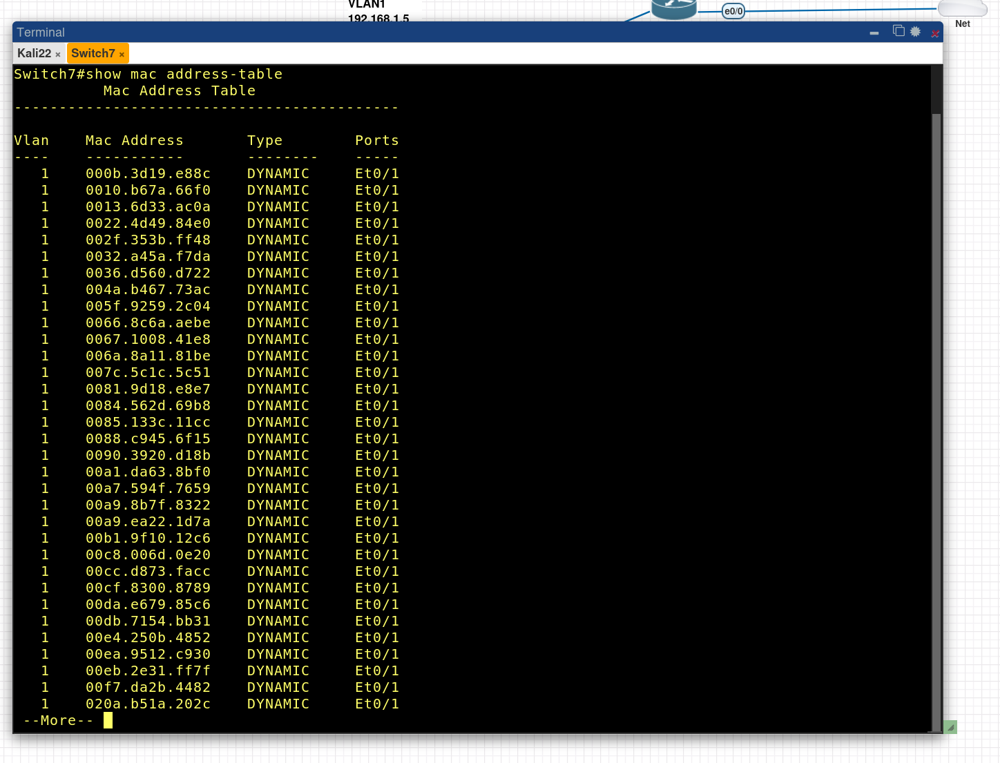 VLAN1
192.168.1.5
e0/0
Net
Terminal
Kali22 ×
Switch7 ×
Switch7#show mac address-table
          Mac Address Table
-------------------------------------------

Vlan    Mac Address       Type        Ports
----    -----------       --------    -----
   1    000b.3d19.e88c    DYNAMIC     Et0/1
   1    0010.b67a.66f0    DYNAMIC     Et0/1
   1    0013.6d33.ac0a    DYNAMIC     Et0/1
   1    0022.4d49.84e0    DYNAMIC     Et0/1
   1    002f.353b.ff48    DYNAMIC     Et0/1
   1    0032.a45a.f7da    DYNAMIC     Et0/1
   1    0036.d560.d722    DYNAMIC     Et0/1
   1    004a.b467.73ac    DYNAMIC     Et0/1
   1    005f.9259.2c04    DYNAMIC     Et0/1
   1    0066.8c6a.aebe    DYNAMIC     Et0/1
   1    0067.1008.41e8    DYNAMIC     Et0/1
   1    006a.8a11.81be    DYNAMIC     Et0/1
   1    007c.5c1c.5c51    DYNAMIC     Et0/1
   1    0081.9d18.e8e7    DYNAMIC     Et0/1
   1    0084.562d.69b8    DYNAMIC     Et0/1
   1    0085.133c.11cc    DYNAMIC     Et0/1
   1    0088.c945.6f15    DYNAMIC     Et0/1
   1    0090.3920.d18b    DYNAMIC     Et0/1
   1    00a1.da63.8bf0    DYNAMIC     Et0/1
   1    00a7.594f.7659    DYNAMIC     Et0/1
   1    00a9.8b7f.8322    DYNAMIC     Et0/1
   1    00a9.ea22.1d7a    DYNAMIC     Et0/1
   1    00b1.9f10.12c6    DYNAMIC     Et0/1
   1    00c8.006d.0e20    DYNAMIC     Et0/1
   1    00cc.d873.facc    DYNAMIC     Et0/1
   1    00cf.8300.8789    DYNAMIC     Et0/1
   1    00da.e679.85c6    DYNAMIC     Et0/1
   1    00db.7154.bb31    DYNAMIC     Et0/1
   1    00e4.250b.4852    DYNAMIC     Et0/1
   1    00ea.9512.c930    DYNAMIC     Et0/1
   1    00eb.2e31.ff7f    DYNAMIC     Et0/1
   1    00f7.da2b.4482    DYNAMIC     Et0/1
   1    020a.b51a.202c    DYNAMIC     Et0/1
 --More--